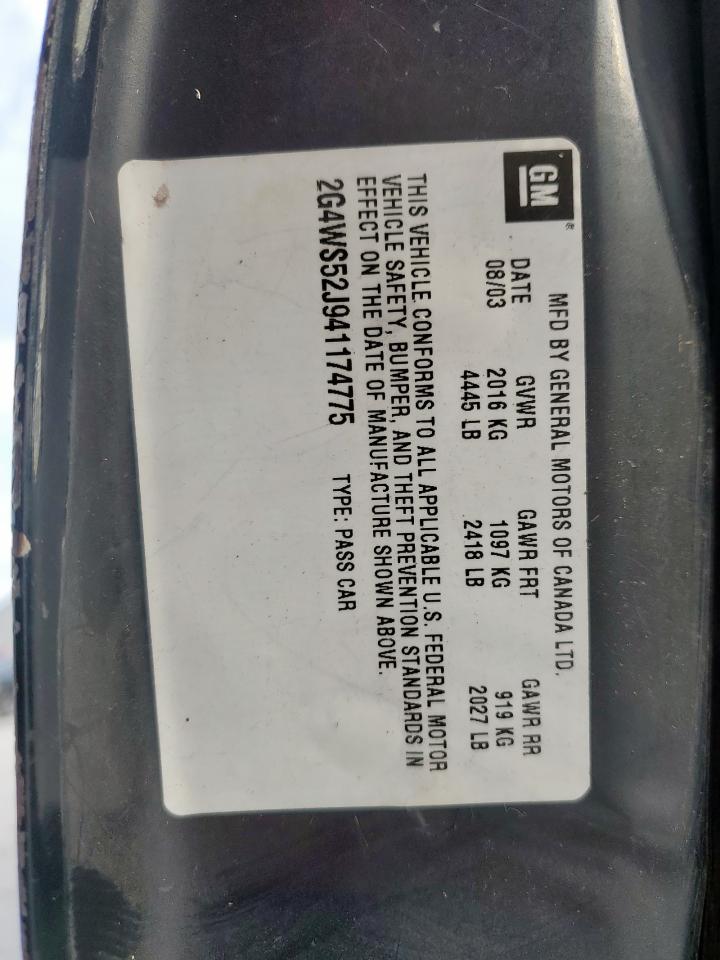 GM®
MFD BY GENERAL MOTORS OF CANADA LTD.
DATE GVWR GAWR FRT GAWR RR
08/03 2016 KG 1097 KG 919 KG
4445 LB 2418 LB 2027 LB
THIS VEHICLE CONFORMS TO ALL APPLICABLE U.S. FEDERAL MOTOR
VEHICLE SAFETY, BUMPER, AND THEFT PREVENTION STANDARDS IN
EFFECT ON THE DATE OF MANUFACTURE SHOWN ABOVE.
2G4WS52J941174775 TYPE: PASS CAR